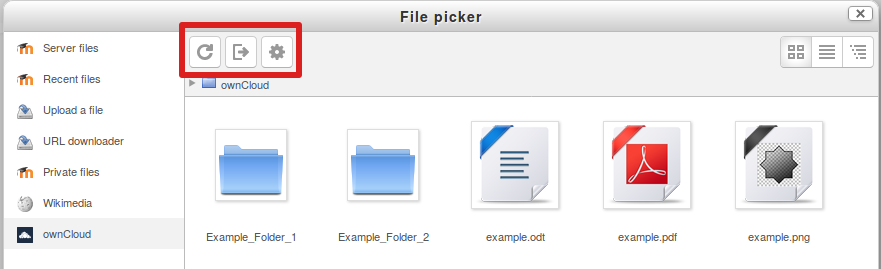 File picker
Server files
Recent files
Upload a file
URL downloader
Private files
Wikimedia
ownCloud
ownCloud
Example_Folder_1
Example_Folder_2
example.odt
example.pdf
example.png